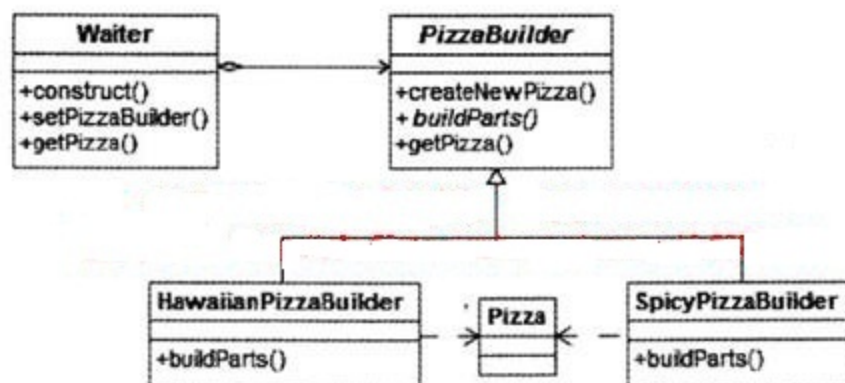 Waiter
+construct()
+setPizzaBuilder()
+getPizza()
PizzaBuilder
+createNewPizza()
+ buildParts()
+getPizza()
HawaiianPizzaBuilder
+buildParts()
Pizza
SpicyPizzaBuilder
+buildParts()